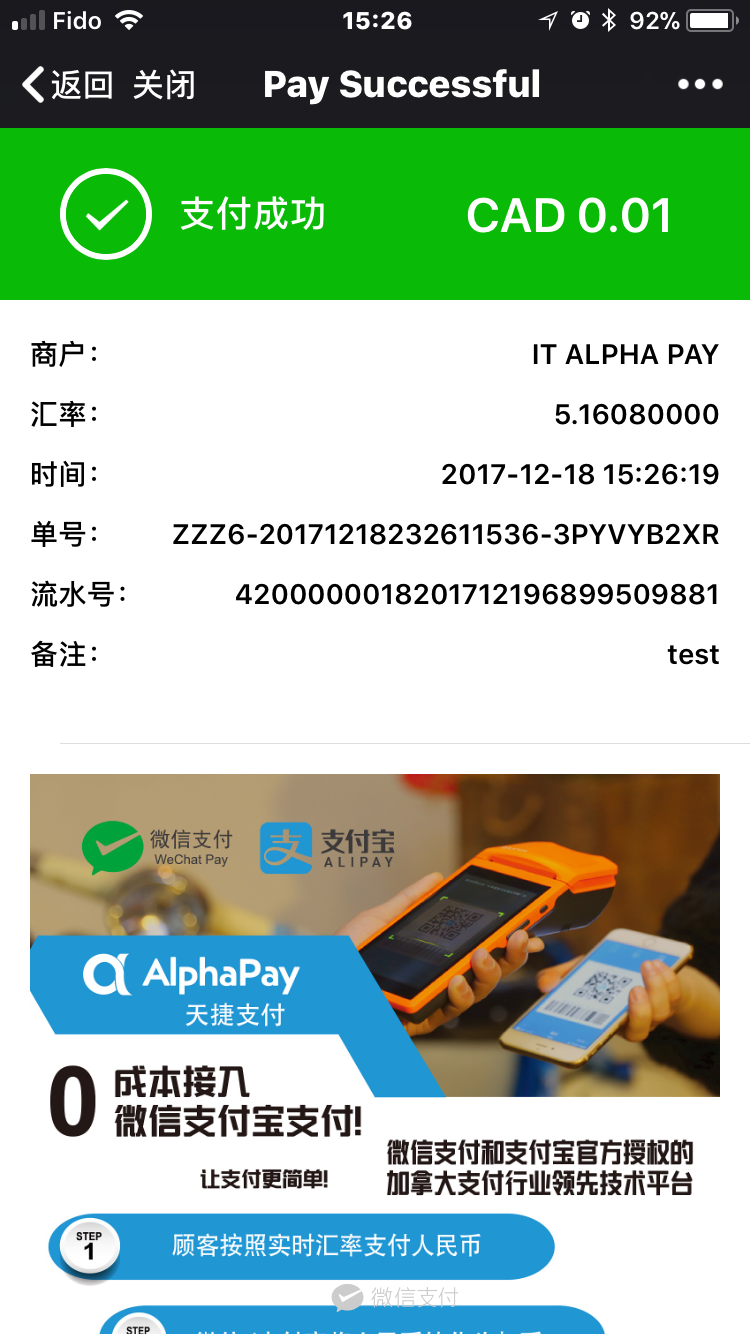 Fido 15:26 92%
返回 关闭 Pay Successful
支付成功 CAD 0.01
商户： IT ALPHA PAY
汇率： 5.16080000
时间： 2017-12-18 15:26:19
单号： ZZZ6-20171218232611536-3PYVYB2XR
流水号： 4200000018201712196899509881
备注： test
微信支付 支付宝
WeChat Pay ALIPAY
AlphaPay
天捷支付
0 成本接入
微信支付宝支付!
微信支付和支付宝官方授权的
加拿大支付行业领先技术平台
让支付更简单!
STEP
1
顾客按照实时汇率支付人民币
微信支付
STEP